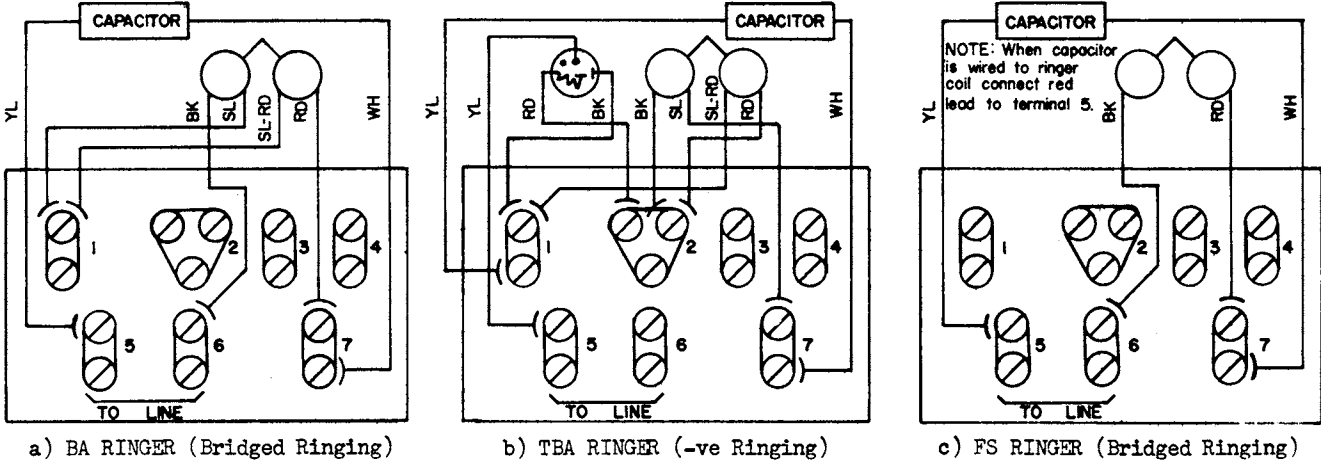 CAPACITOR
YL
BK
SL
SL-RD
RD
WH
1
2
3
4
5
6
7
TO LINE
a) BA RINGER (Bridged Ringing)
CAPACITOR
YL
YL
RD
BK
BK
SL
SL-RD
RD
WH
1
2
3
4
5
6
7
TO LINE
b) TBA RINGER (-ve Ringing)
CAPACITOR
NOTE: When capacitor
is wired to ringer
coil connect red
lead to terminal 5.
YL
BK
RD
WH
1
2
3
4
5
6
7
TO LINE
c) FS RINGER (Bridged Ringing)